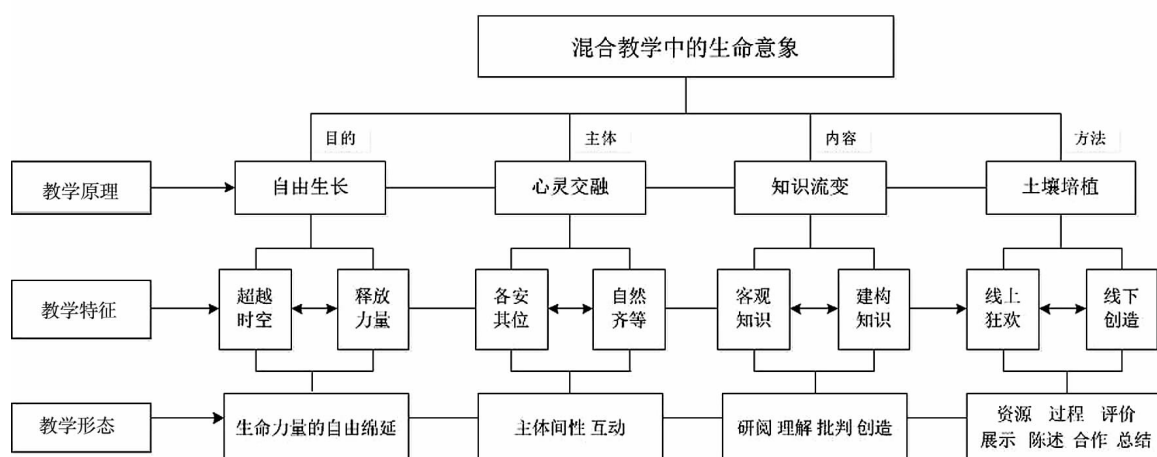 混合教学中的生命意象
目的 主体 内容 方法
教学原理 自由生长 心灵交融 知识流变 土壤培植
教学特征
超越
时空
释放
力量
各安
其位
自然
齐等
客观
知识
建构
知识
线上
狂欢
线下
创造
教学形态
生命力量的自由绵延
主体间性 互动
研阅 理解 批判 创造
资源 过程 评价
展示 陈述 合作 总结